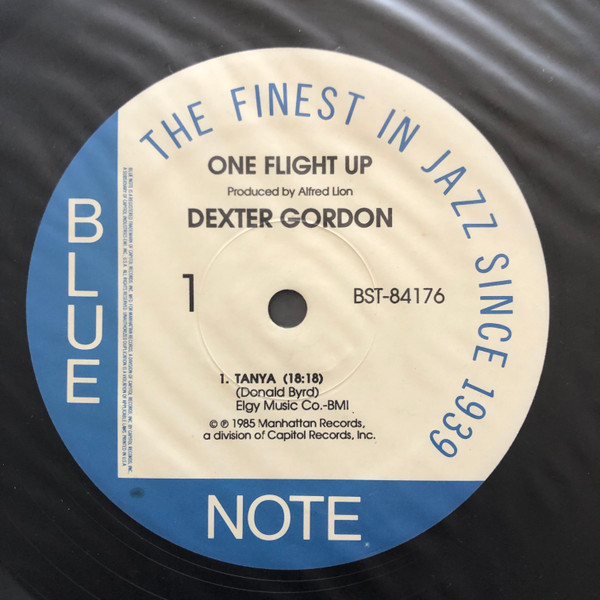 THE FINEST IN JAZZ SINCE 1939
ONE FLIGHT UP
Produced by Alfred Lion
DEXTER GORDON
1
BST-84176
1. TANYA (18:18)
(Donald Byrd)
Elgy Music Co.-BMI
© ℗ 1985 Manhattan Records,
a division of Capitol Records, Inc.
BLUE
NOTE